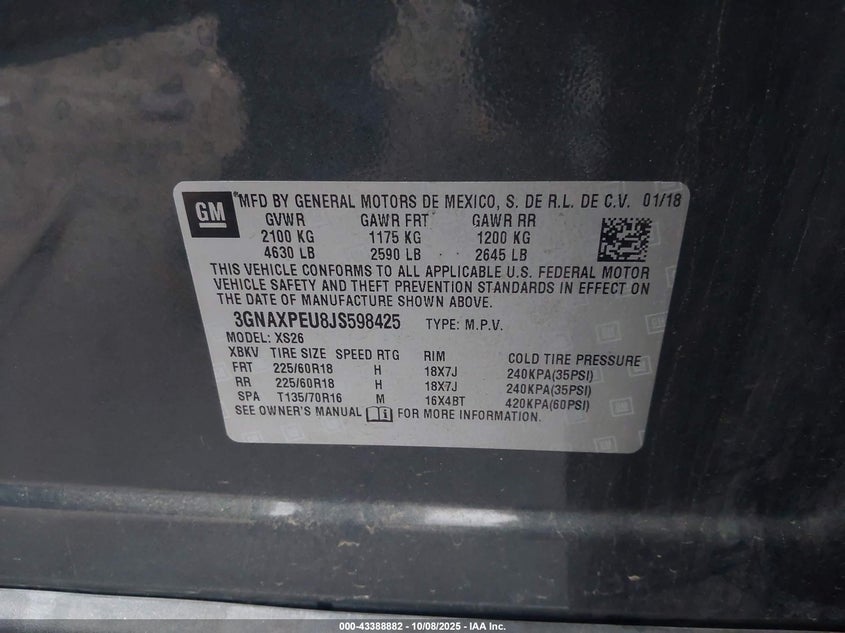 GM
MFD BY GENERAL MOTORS DE MEXICO, S. DE R.L. DE C.V. 01/18
GVWR GAWR FRT GAWR RR
2100 KG 1175 KG 1200 KG
4630 LB 2590 LB 2645 LB
THIS VEHICLE CONFORMS TO ALL APPLICABLE U.S. FEDERAL MOTOR
VEHICLE SAFETY AND THEFT PREVENTION STANDARDS IN EFFECT ON
THE DATE OF MANUFACTURE SHOWN ABOVE.
3GNAXPEU8JS598425 TYPE: M.P.V.
MODEL: XS26
XBKV TIRE SIZE SPEED RTG RIM COLD TIRE PRESSURE
FRT 225/60R18 H 18X7J 240KPA(35PSI)
RR 225/60R18 H 18X7J 240KPA(35PSI)
SPA T135/70R16 M 16X4BT 420KPA(60PSI)
SEE OWNER'S MANUAL FOR MORE INFORMATION.
000-43388882 - 10/08/2025 - IAA Inc.